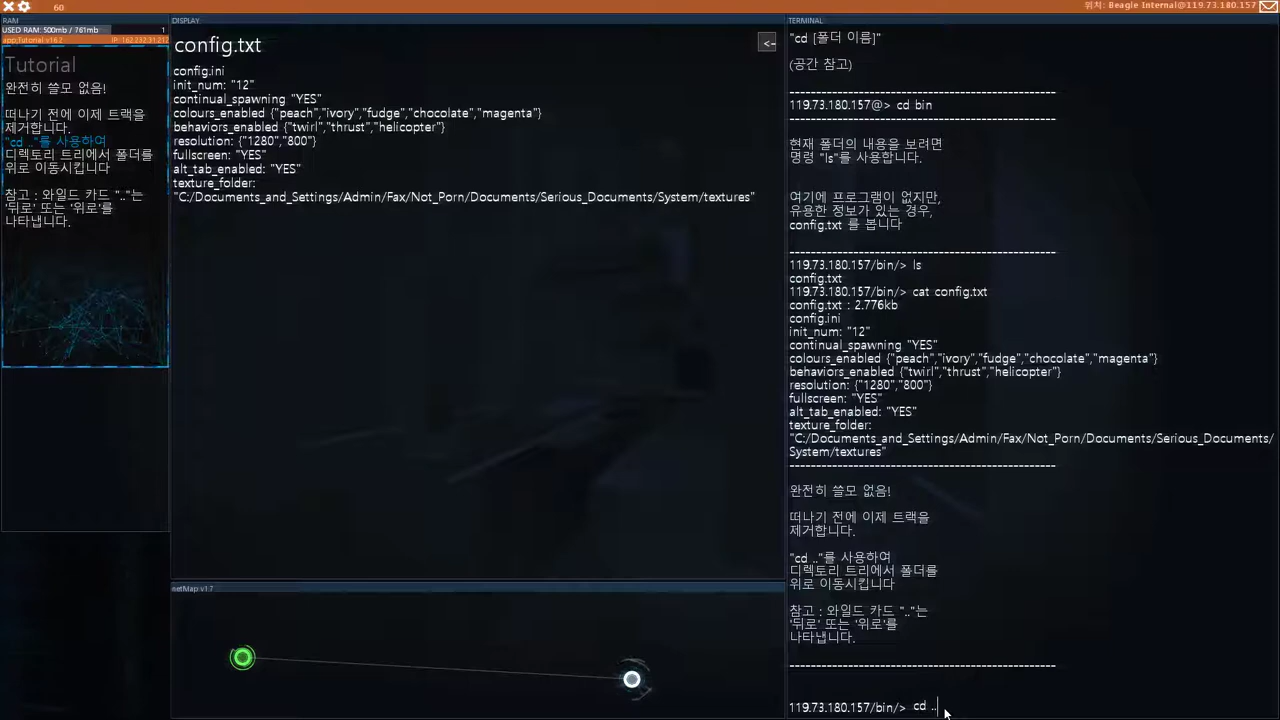 60
위치: Beagle Internal@119.73.180.157
RAM
USED RAM: 500mb / 761mb 1
app:Tutorial v16.2 IP: 162.232.31.212
Tutorial
완전히 쓸모 없음!
떠나기 전에 이제 트랙을
제거합니다.
"cd .."를 사용하여
디렉토리 트리에서 폴더를
위로 이동시킵니다
참고 : 와일드 카드 ".."는
'뒤로' 또는 '위로'를
나타냅니다.
DISPLAY
config.txt
<-
config.ini
init_num: "12"
continual_spawning "YES"
colours_enabled {"peach","ivory","fudge","chocolate","magenta"}
behaviors_enabled {"twirl","thrust","helicopter"}
resolution: {"1280","800"}
fullscreen: "YES"
alt_tab_enabled: "YES"
texture_folder:
"C:/Documents_and_Settings/Admin/Fax/Not_Porn/Documents/Serious_Documents/System/textures"
netMap v1.7
TERMINAL
"cd [폴더 이름]"
(공간 참고)
--------------------------------------------------
119.73.180.157@> cd bin
--------------------------------------------------
현재 폴더의 내용을 보려면
명령 "ls"를 사용합니다.
여기에 프로그램이 없지만,
유용한 정보가 있는 경우,
config.txt 를 봅니다
--------------------------------------------------
119.73.180.157/bin/> ls
config.txt
119.73.180.157/bin/> cat config.txt
config.txt : 2.776kb
config.ini
init_num: "12"
continual_spawning "YES"
colours_enabled {"peach","ivory","fudge","chocolate","magenta"}
behaviors_enabled {"twirl","thrust","helicopter"}
resolution: {"1280","800"}
fullscreen: "YES"
alt_tab_enabled: "YES"
texture_folder:
"C:/Documents_and_Settings/Admin/Fax/Not_Porn/Documents/Serious_Documents/
System/textures"
--------------------------------------------------
완전히 쓸모 없음!
떠나기 전에 이제 트랙을
제거합니다.
"cd .."를 사용하여
디렉토리 트리에서 폴더를
위로 이동시킵니다
참고 : 와일드 카드 ".."는
'뒤로' 또는 '위로'를
나타냅니다.
--------------------------------------------------
119.73.180.157/bin/> cd ..